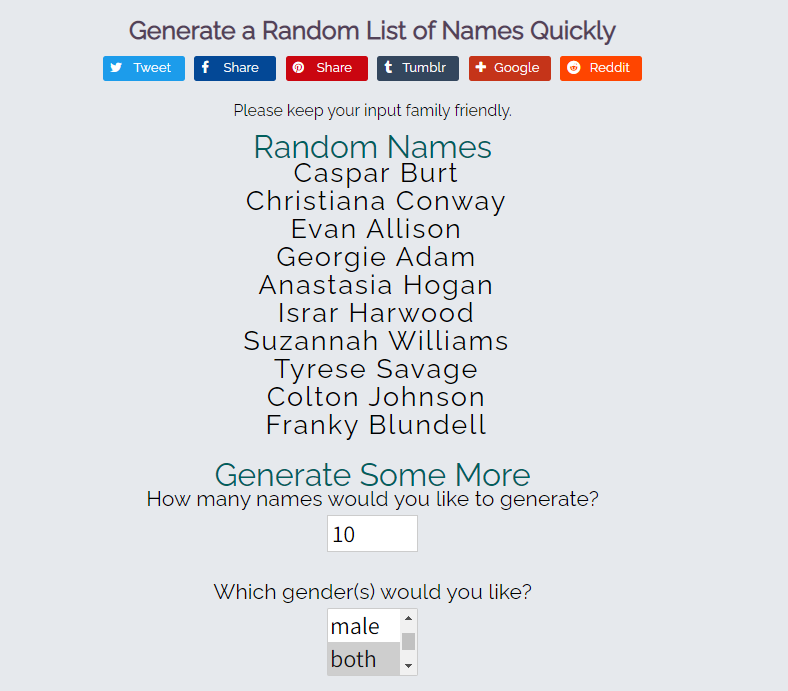 Generate a Random List of Names Quickly
Tweet Share Share Tumblr Google Reddit
Please keep your input family friendly.
Random Names
Caspar Burt
Christiana Conway
Evan Allison
Georgie Adam
Anastasia Hogan
Israr Harwood
Suzannah Williams
Tyrese Savage
Colton Johnson
Franky Blundell
Generate Some More
How many names would you like to generate?
10
Which gender(s) would you like?
male
both